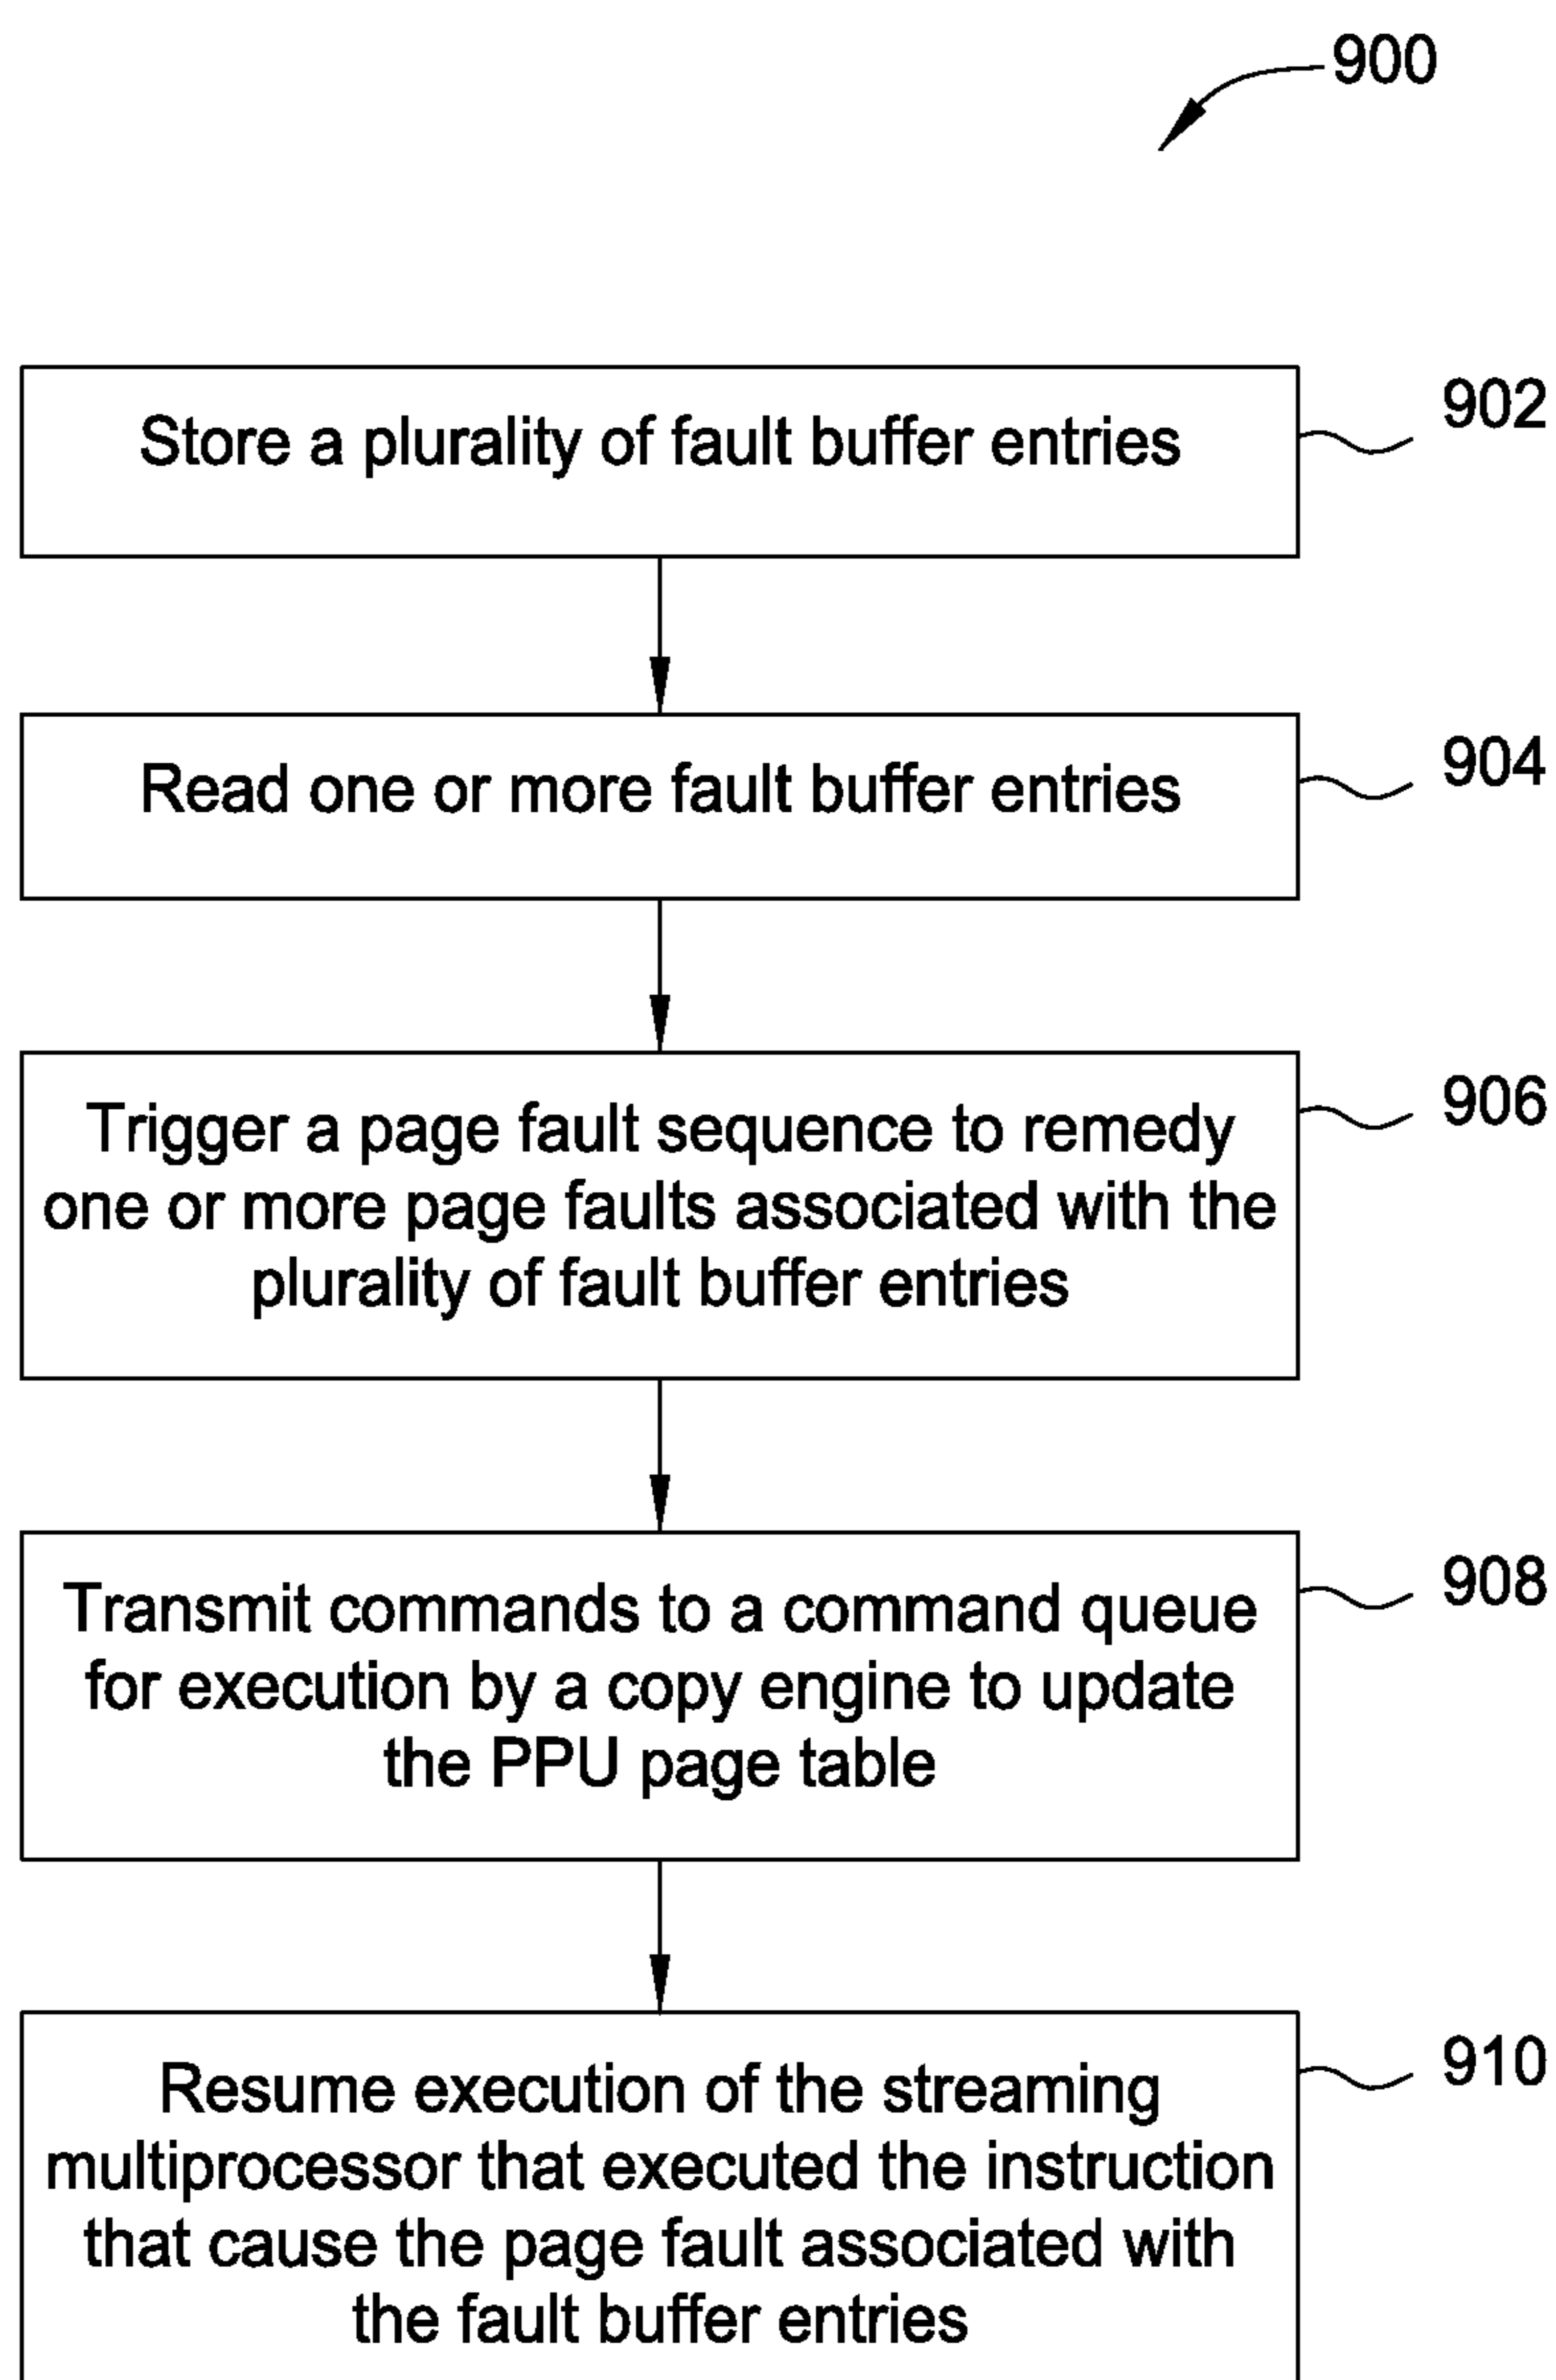 900
Store a plurality of fault buffer entries
902
Read one or more fault buffer entries
904
Trigger a page fault sequence to remedy
one or more page faults associated with the
plurality of fault buffer entries
906
Transmit commands to a command queue
for execution by a copy engine to update
the PPU page table
908
Resume execution of the streaming
multiprocessor that executed the instruction
that cause the page fault associated with
the fault buffer entries
910